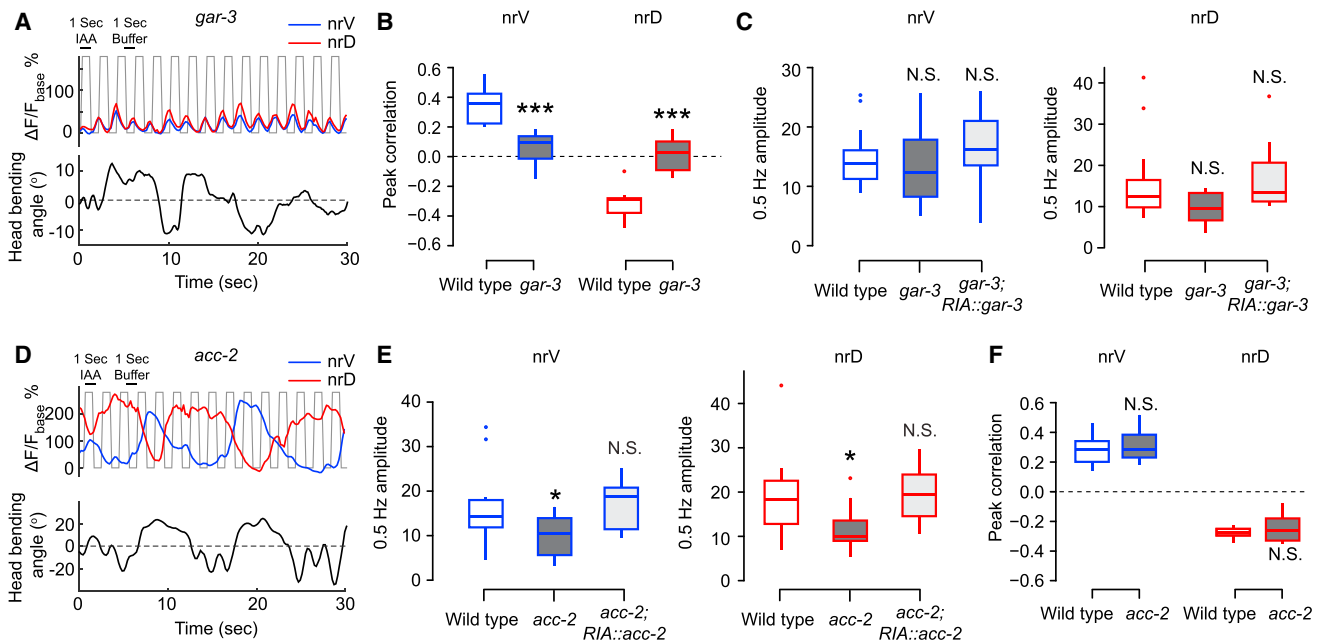 A
gar-3
1 Sec
IAA
1 Sec
Buffer
nrV
nrD
ΔF/Fbase %
100
0
Head bending
angle (°)
10
0
-10
10
20
30
Time (sec)
B
nrV
nrD
Peak correlation
0.6
0.4
0.2
0.0
−0.2
−0.4
−0.6
***
***
Wild type
gar-3
Wild type
gar-3
C
nrV
0.5 Hz amplitude
30
20
10
0
N.S.
N.S.
Wild type
gar-3
gar-3;
RIA::gar-3
nrD
0.5 Hz amplitude
40
30
20
10
0
N.S.
N.S.
Wild type
gar-3
gar-3;
RIA::gar-3
D
acc-2
1 Sec
IAA
1 Sec
Buffer
nrV
nrD
ΔF/Fbase %
200
100
0
Head bending
angle (°)
20
0
-20
0
10
20
30
Time (sec)
E
nrV
0.5 Hz amplitude
40
30
20
10
0
*
N.S.
Wild type
acc-2
acc-2;
RIA::acc-2
nrD
0.5 Hz amplitude
40
30
20
10
0
*
N.S.
Wild type
acc-2
acc-2;
RIA::acc-2
F
nrV
nrD
Peak correlation
0.6
0.4
0.2
0.0
−0.2
−0.4
−0.6
N.S.
N.S.
Wild type
acc-2
Wild type
acc-2